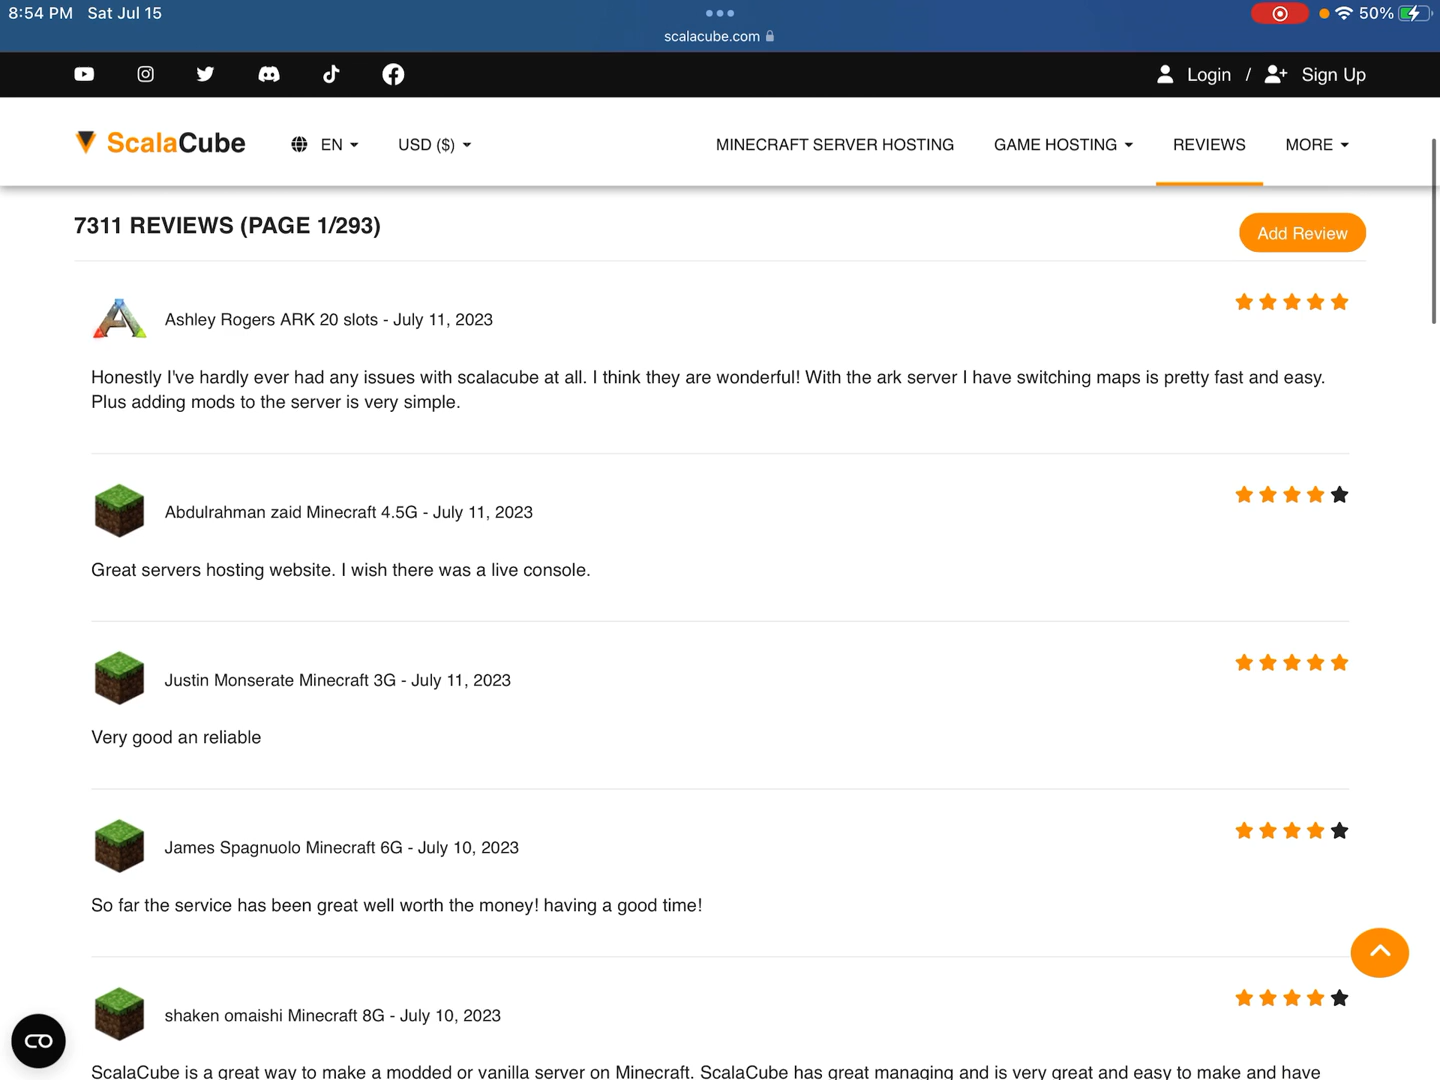 8:54 PM Sat Jul 15
50%
scalacube.com
Login / Sign Up
ScalaCube
EN
USD ($)
MINECRAFT SERVER HOSTING
GAME HOSTING
REVIEWS
MORE
7311 REVIEWS (PAGE 1/293)
Add Review
Ashley Rogers ARK 20 slots - July 11, 2023
Honestly I've hardly ever had any issues with scalacube at all. I think they are wonderful! With the ark server I have switching maps is pretty fast and easy.
Plus adding mods to the server is very simple.
Abdulrahman zaid Minecraft 4.5G - July 11, 2023
Great servers hosting website. I wish there was a live console.
Justin Monserate Minecraft 3G - July 11, 2023
Very good an reliable
James Spagnuolo Minecraft 6G - July 10, 2023
So far the service has been great well worth the money! having a good time!
shaken omaishi Minecraft 8G - July 10, 2023
ScalaCube is a great way to make a modded or vanilla server on Minecraft. ScalaCube has great managing and is very great and easy to make and have